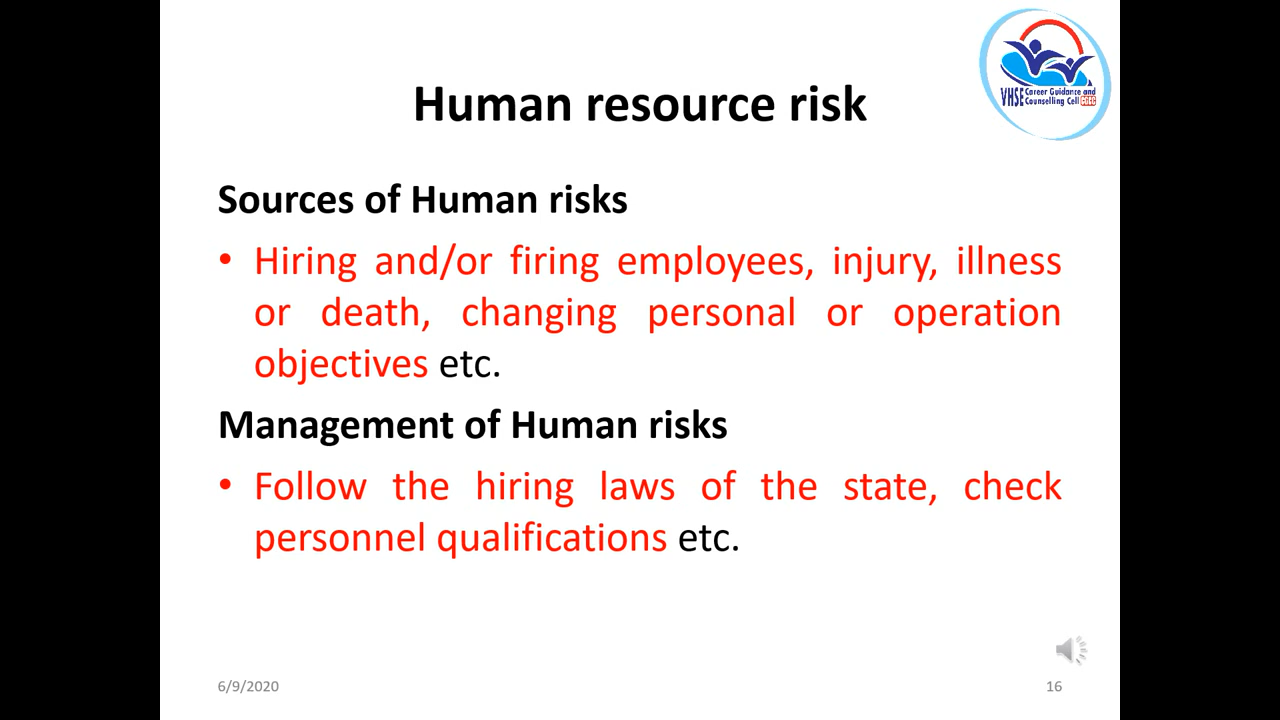 VHSE Career Guidance and
Counselling Cell CGCC
Human resource risk
Sources of Human risks
• Hiring and/or firing employees, injury, illness
or death, changing personal or operation
objectives etc.
Management of Human risks
• Follow the hiring laws of the state, check
personnel qualifications etc.
6/9/2020
16